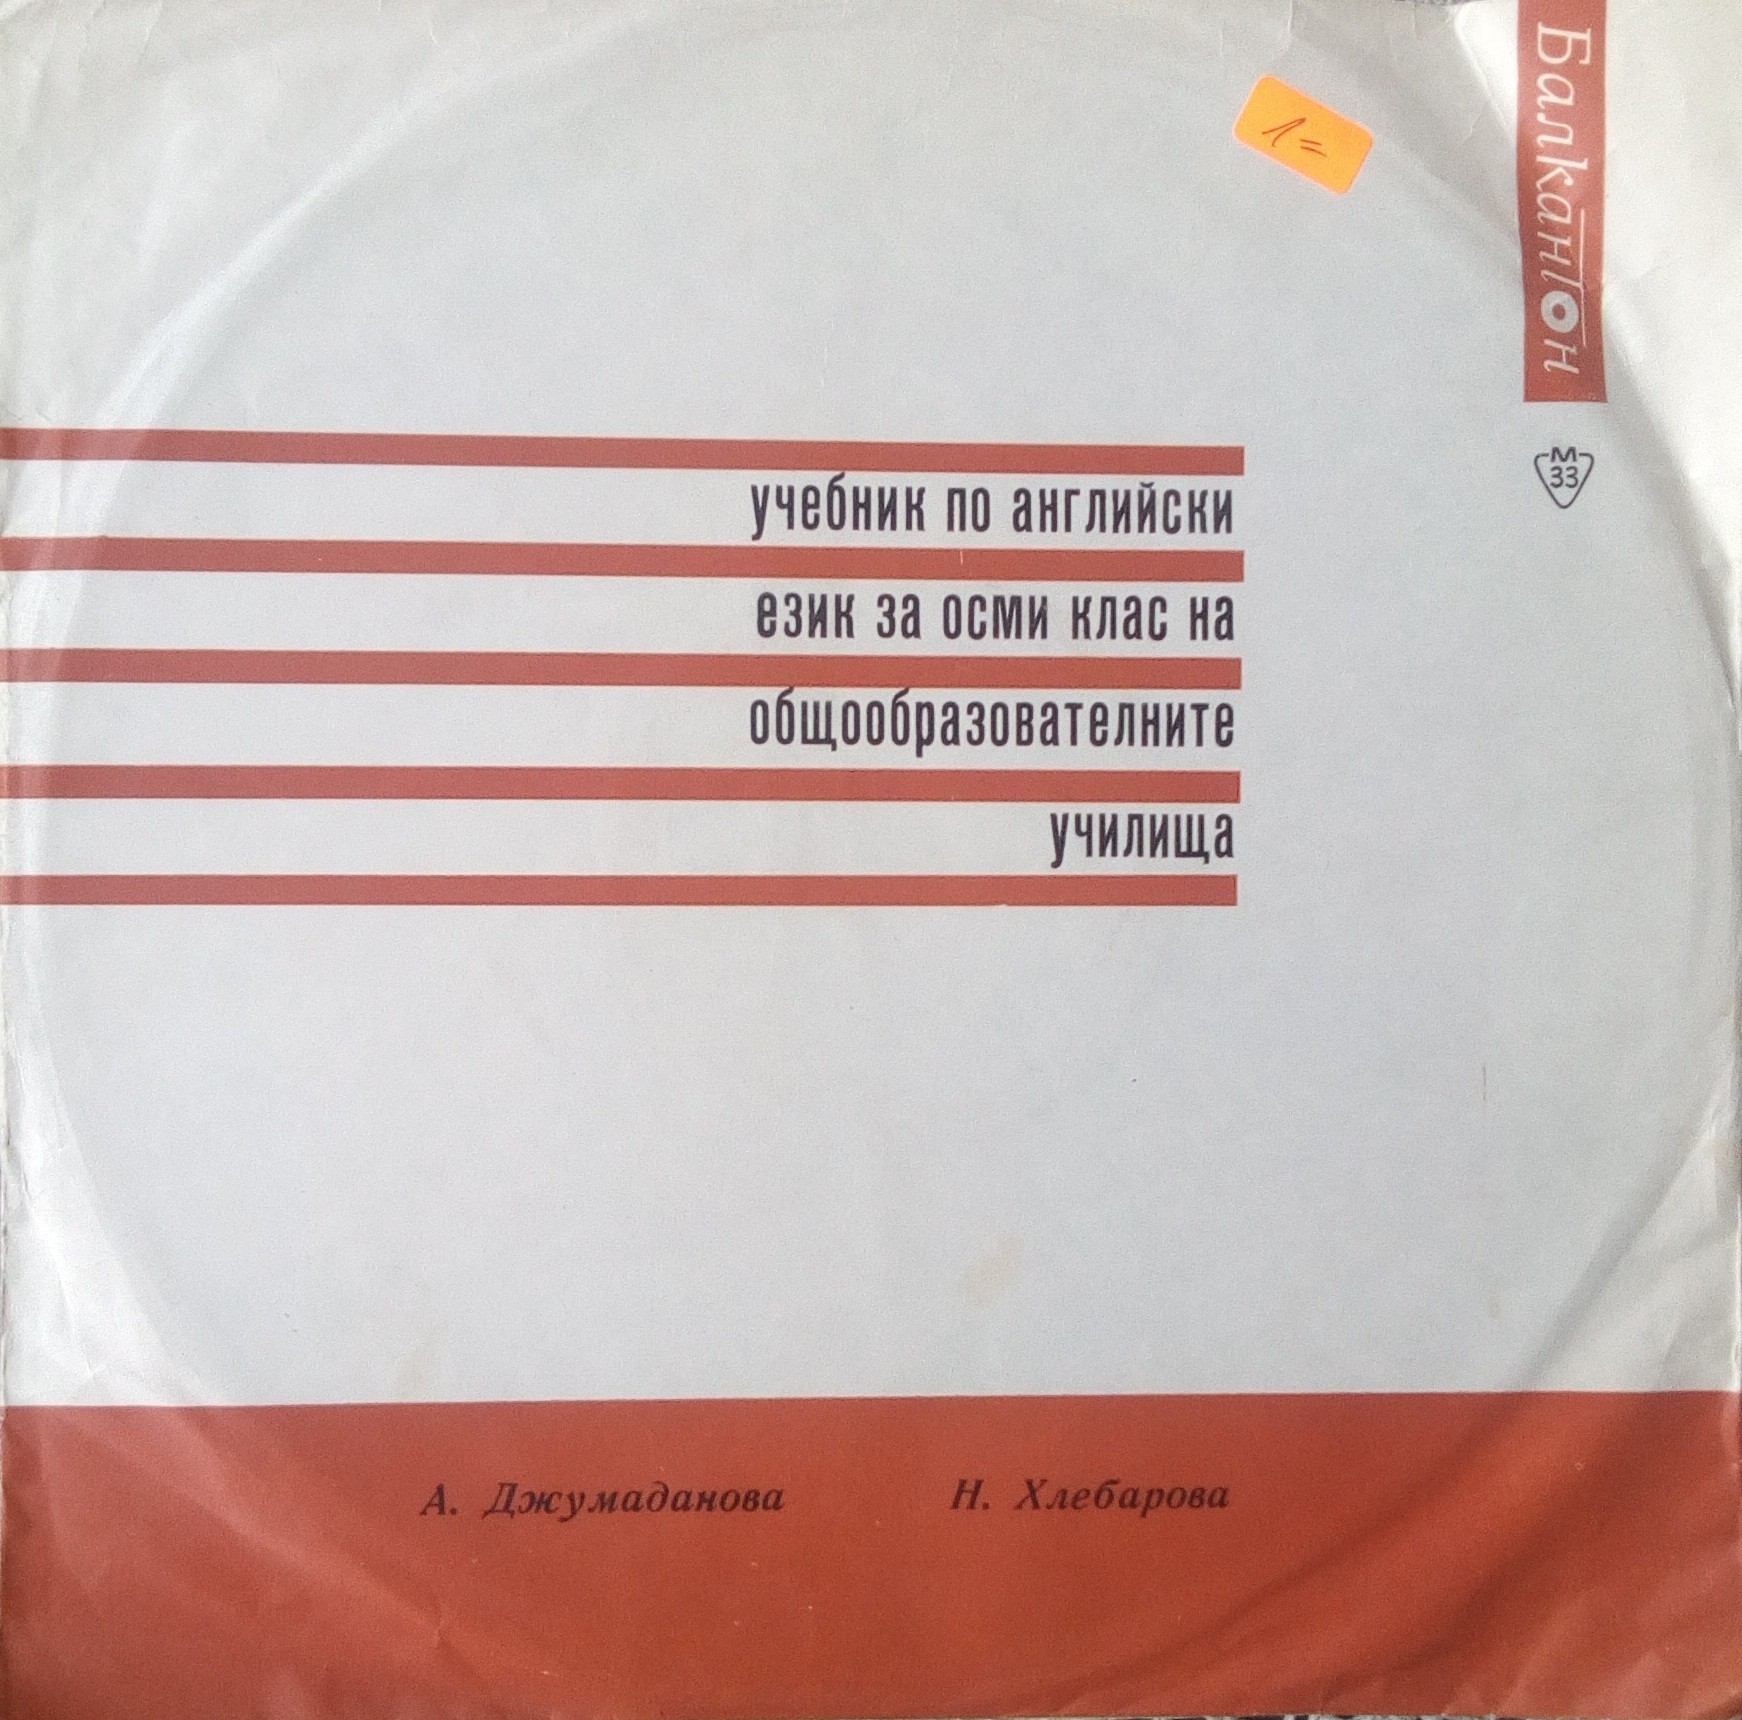 Балкантон
1=
М
33
учебник по английски
език за осми клас на
общообразователните
училища
А. Джумаданова Н. Хлебарова